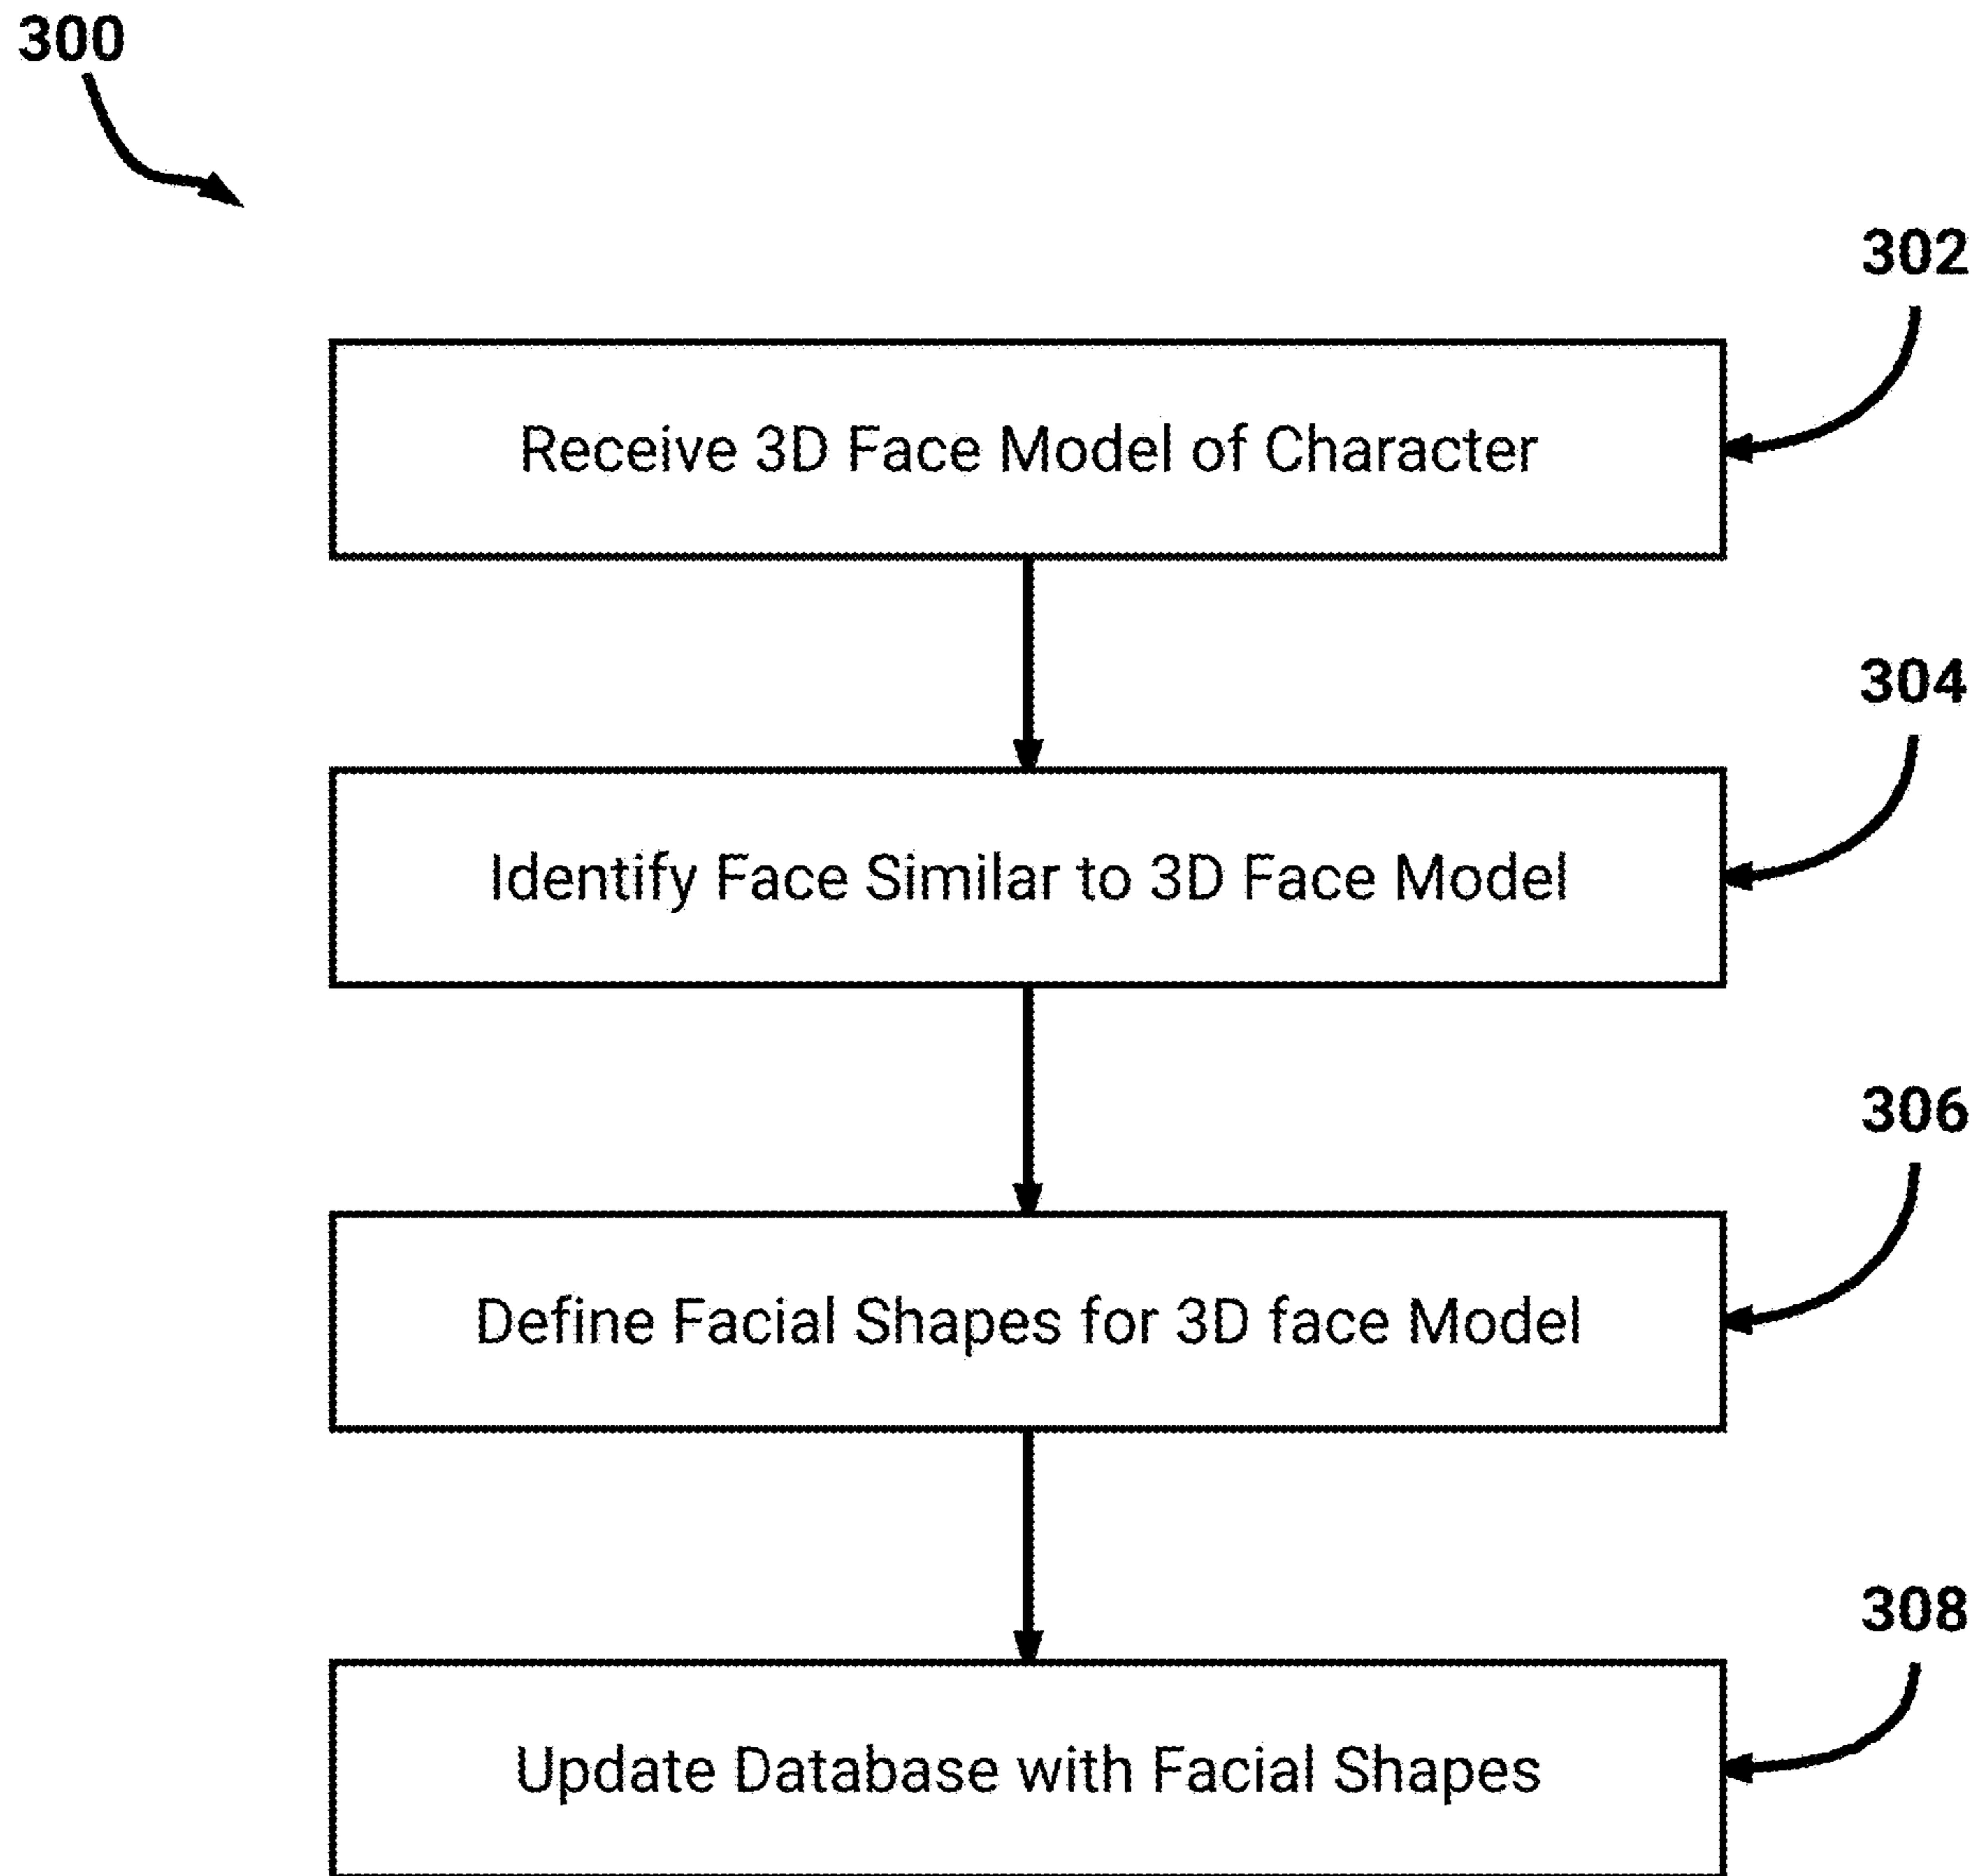 300
302
Receive 3D Face Model of Character
304
Identify Face Similar to 3D Face Model
306
Define Facial Shapes for 3D face Model
308
Update Database with Facial Shapes